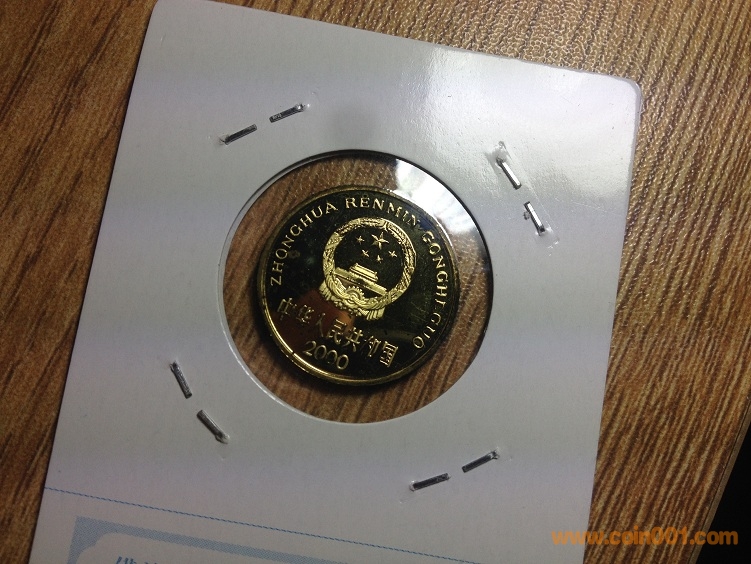 ZHONGHUA RENMIN GONGHEGUO
中华人民共和国
2000
www.coin001.com